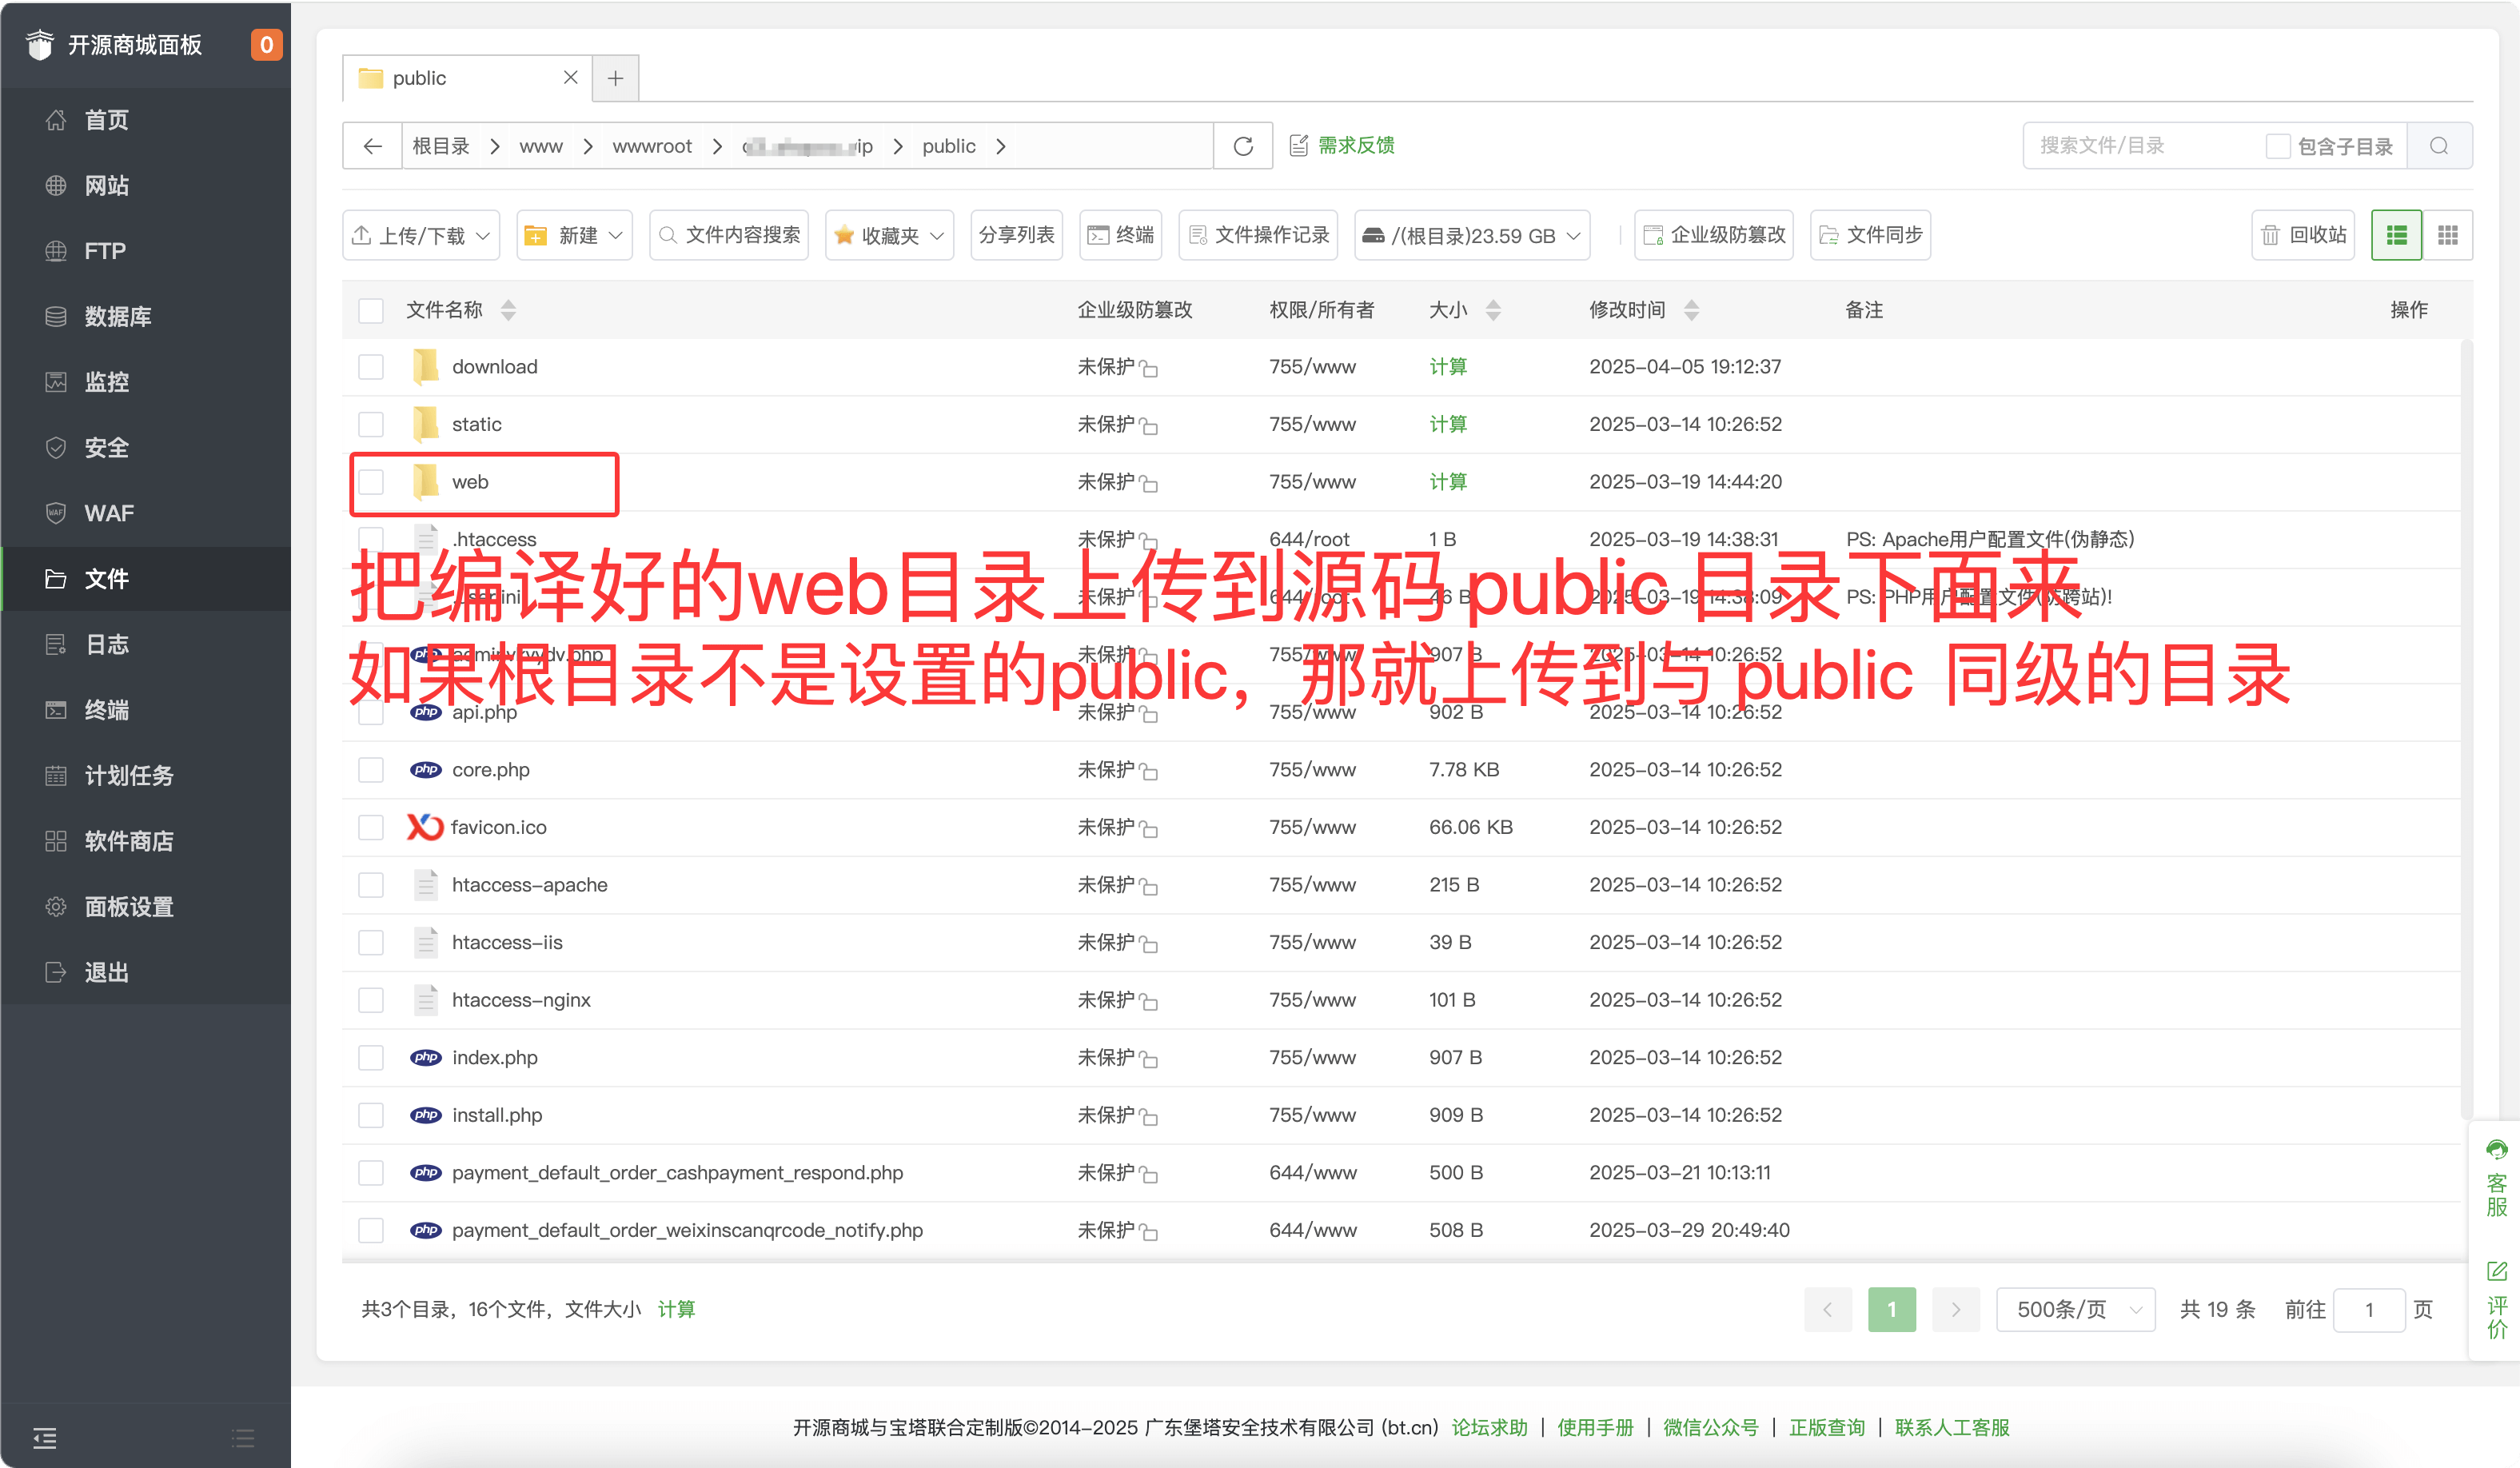 开源商城面板 0
首页
网站
FTP
数据库
监控
安全
WAF
文件
日志
终端
计划任务
软件商店
面板设置
退出
public
根目录 www wwwroot ip public 需求反馈 搜索文件/目录 包含子目录
上传/下载 新建 文件内容搜索 收藏夹 分享列表 终端 文件操作记录 /(根目录)23.59 GB 企业级防篡改 文件同步 回收站
文件名称 企业级防篡改 权限/所有者 大小 修改时间 备注 操作
download 未保护 755/www 计算 2025-04-05 19:12:37
static 未保护 755/www 计算 2025-03-14 10:26:52
web 未保护 755/www 计算 2025-03-19 14:44:20
.htaccess 未保护 644/root 1 B 2025-03-19 14:38:31 PS: Apache用户配置文件(伪静态)
把编译好的web目录上传到源码 public 目录下面来
.user.ini 未保护 644/root 46 B 2025-03-19 14:38:09 PS: PHP用户配置文件(防跨站)!
未保护 755/www 907 B 2025-03-14 10:26:52
如果根目录不是设置的public，那就上传到与 public 同级的目录
api.php 未保护 755/www 902 B 2025-03-14 10:26:52
core.php 未保护 755/www 7.78 KB 2025-03-14 10:26:52
favicon.ico 未保护 755/www 66.06 KB 2025-03-14 10:26:52
htaccess-apache 未保护 755/www 215 B 2025-03-14 10:26:52
htaccess-iis 未保护 755/www 39 B 2025-03-14 10:26:52
htaccess-nginx 未保护 755/www 101 B 2025-03-14 10:26:52
index.php 未保护 755/www 907 B 2025-03-14 10:26:52
install.php 未保护 755/www 909 B 2025-03-14 10:26:52
payment_default_order_cashpayment_respond.php 未保护 644/www 500 B 2025-03-21 10:13:11
payment_default_order_weixinscanqrcode_notify.php 未保护 644/www 508 B 2025-03-29 20:49:40
共3个目录，16个文件，文件大小 计算 1 500条/页 共 19 条 前往 1 页
客服
评价
开源商城与宝塔联合定制版©2014-2025 广东堡塔安全技术有限公司 (bt.cn) 论坛求助 | 使用手册 | 微信公众号 | 正版查询 | 联系人工客服